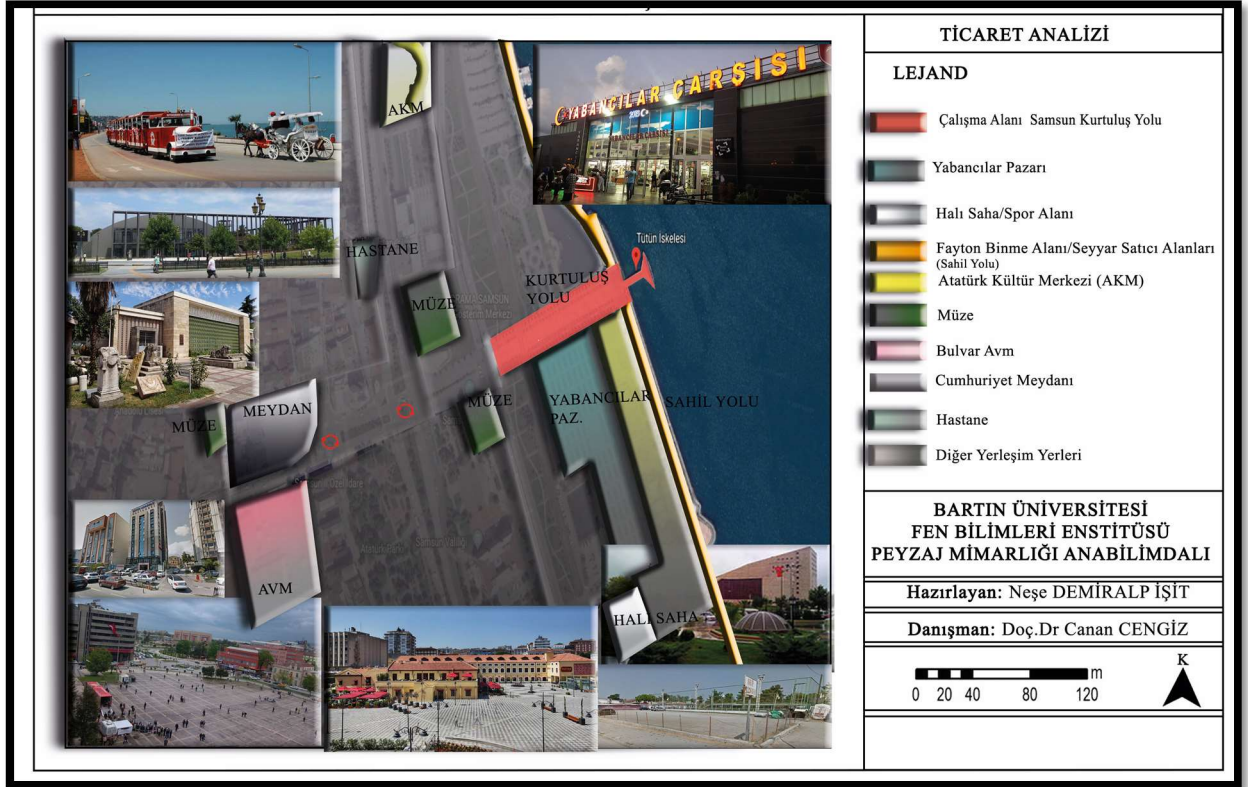 TİCARET ANALİZİ
LEJAND
Çalışma Alanı Samsun Kurtuluş Yolu
Yabancılar Pazarı
Halı Saha/Spor Alanı
Fayton Binme Alanı/Seyyar Satıcı Alanları
(Sahil Yolu)
Atatürk Kültür Merkezi (AKM)
Müze
Bulvar Avm
Cumhuriyet Meydanı
Hastane
Diğer Yerleşim Yerleri
BARTIN ÜNİVERSİTESİ
FEN BİLİMLERİ ENSTİTÜSÜ
PEYZAJ MİMARLIĞI ANABİLİMDALI
Hazırlayan: Neşe DEMİRALP İŞİT
Danışman: Doç.Dr Canan CENGİZ
m
0 20 40 80 120
K
AKM
YABANCILAR ÇARŞISI
HASTANE
Tütün İskelesi
KURTULUŞ
YOLU
MÜZE
MÜZE
YABANCILAR
PAZ.
SAHİL YOLU
MEYDAN
MÜZE
AVM
HALI SAHA